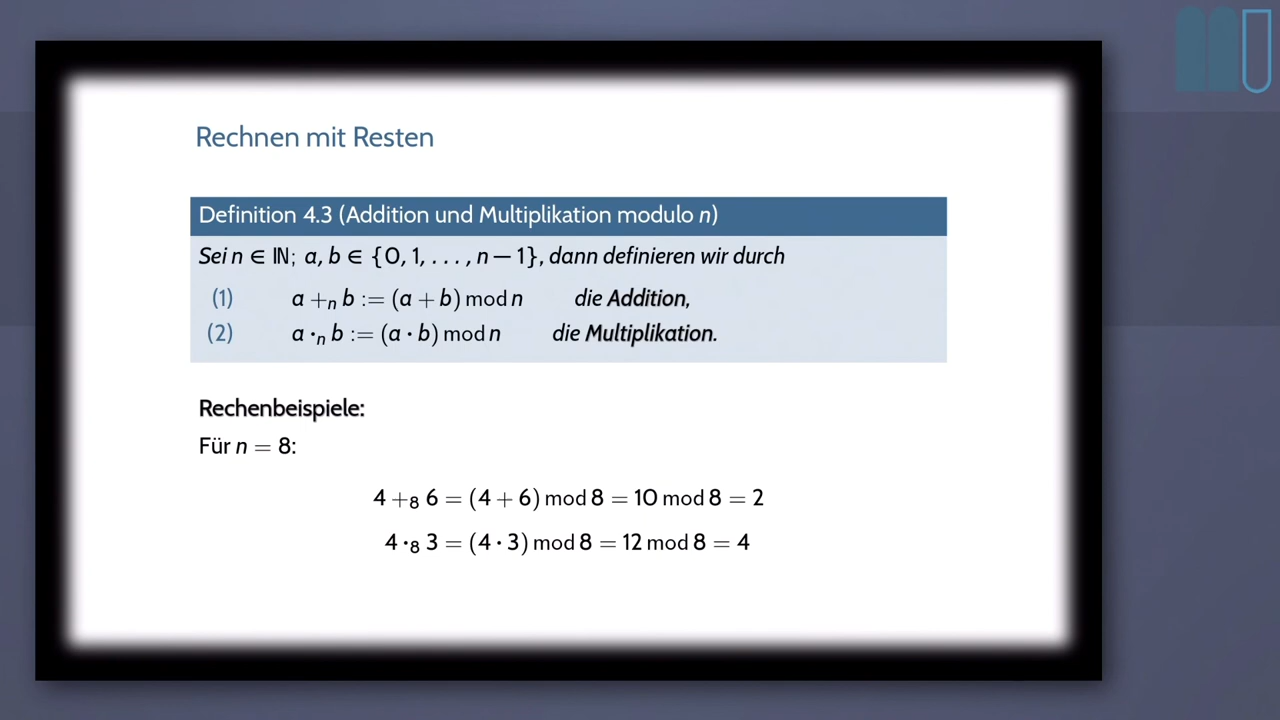 Rechnen mit Resten
Definition 4.3 (Addition und Multiplikation modulo n)
Sei n ∈ ℕ; a, b ∈ {0, 1, . . . , n − 1}, dann definieren wir durch
(1) a +ₙ b := (a + b) mod n die Addition,
(2) a ·ₙ b := (a · b) mod n die Multiplikation.
Rechenbeispiele:
Für n = 8:
4 +₈ 6 = (4 + 6) mod 8 = 10 mod 8 = 2
4 ·₈ 3 = (4 · 3) mod 8 = 12 mod 8 = 4